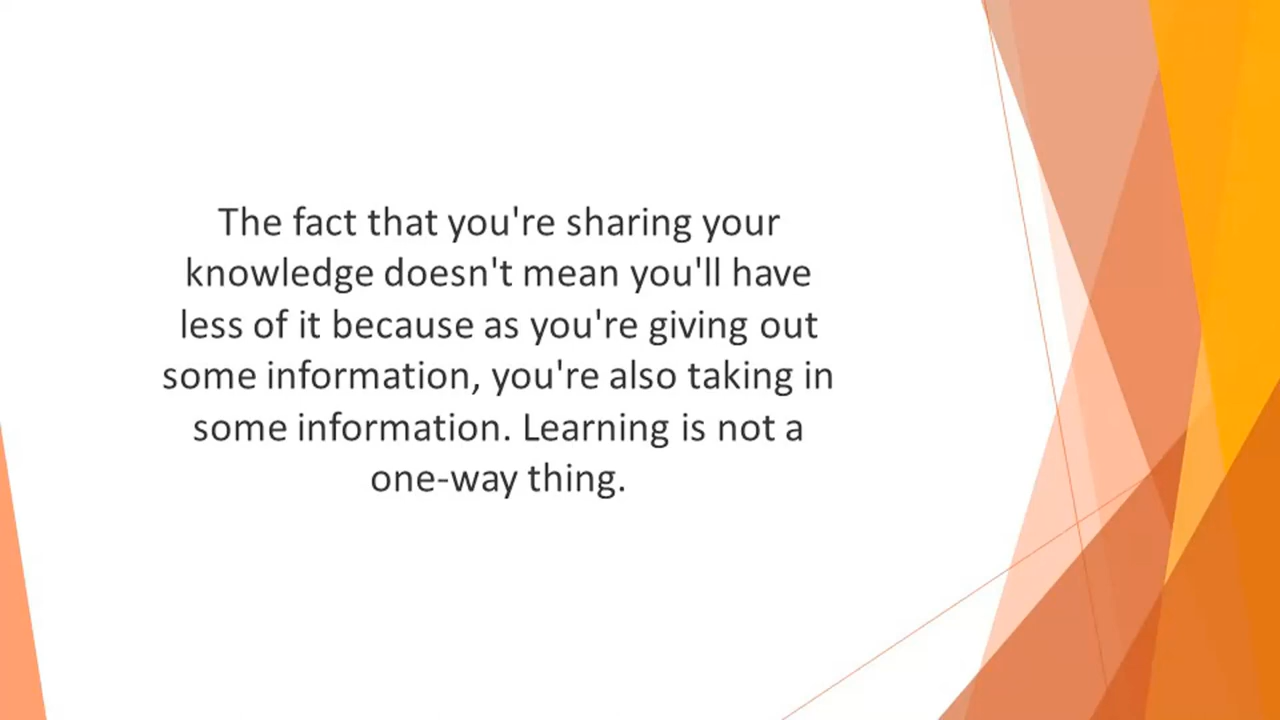 The fact that you're sharing your
knowledge doesn't mean you'll have
less of it because as you're giving out
some information, you're also taking in
some information. Learning is not a
one-way thing.